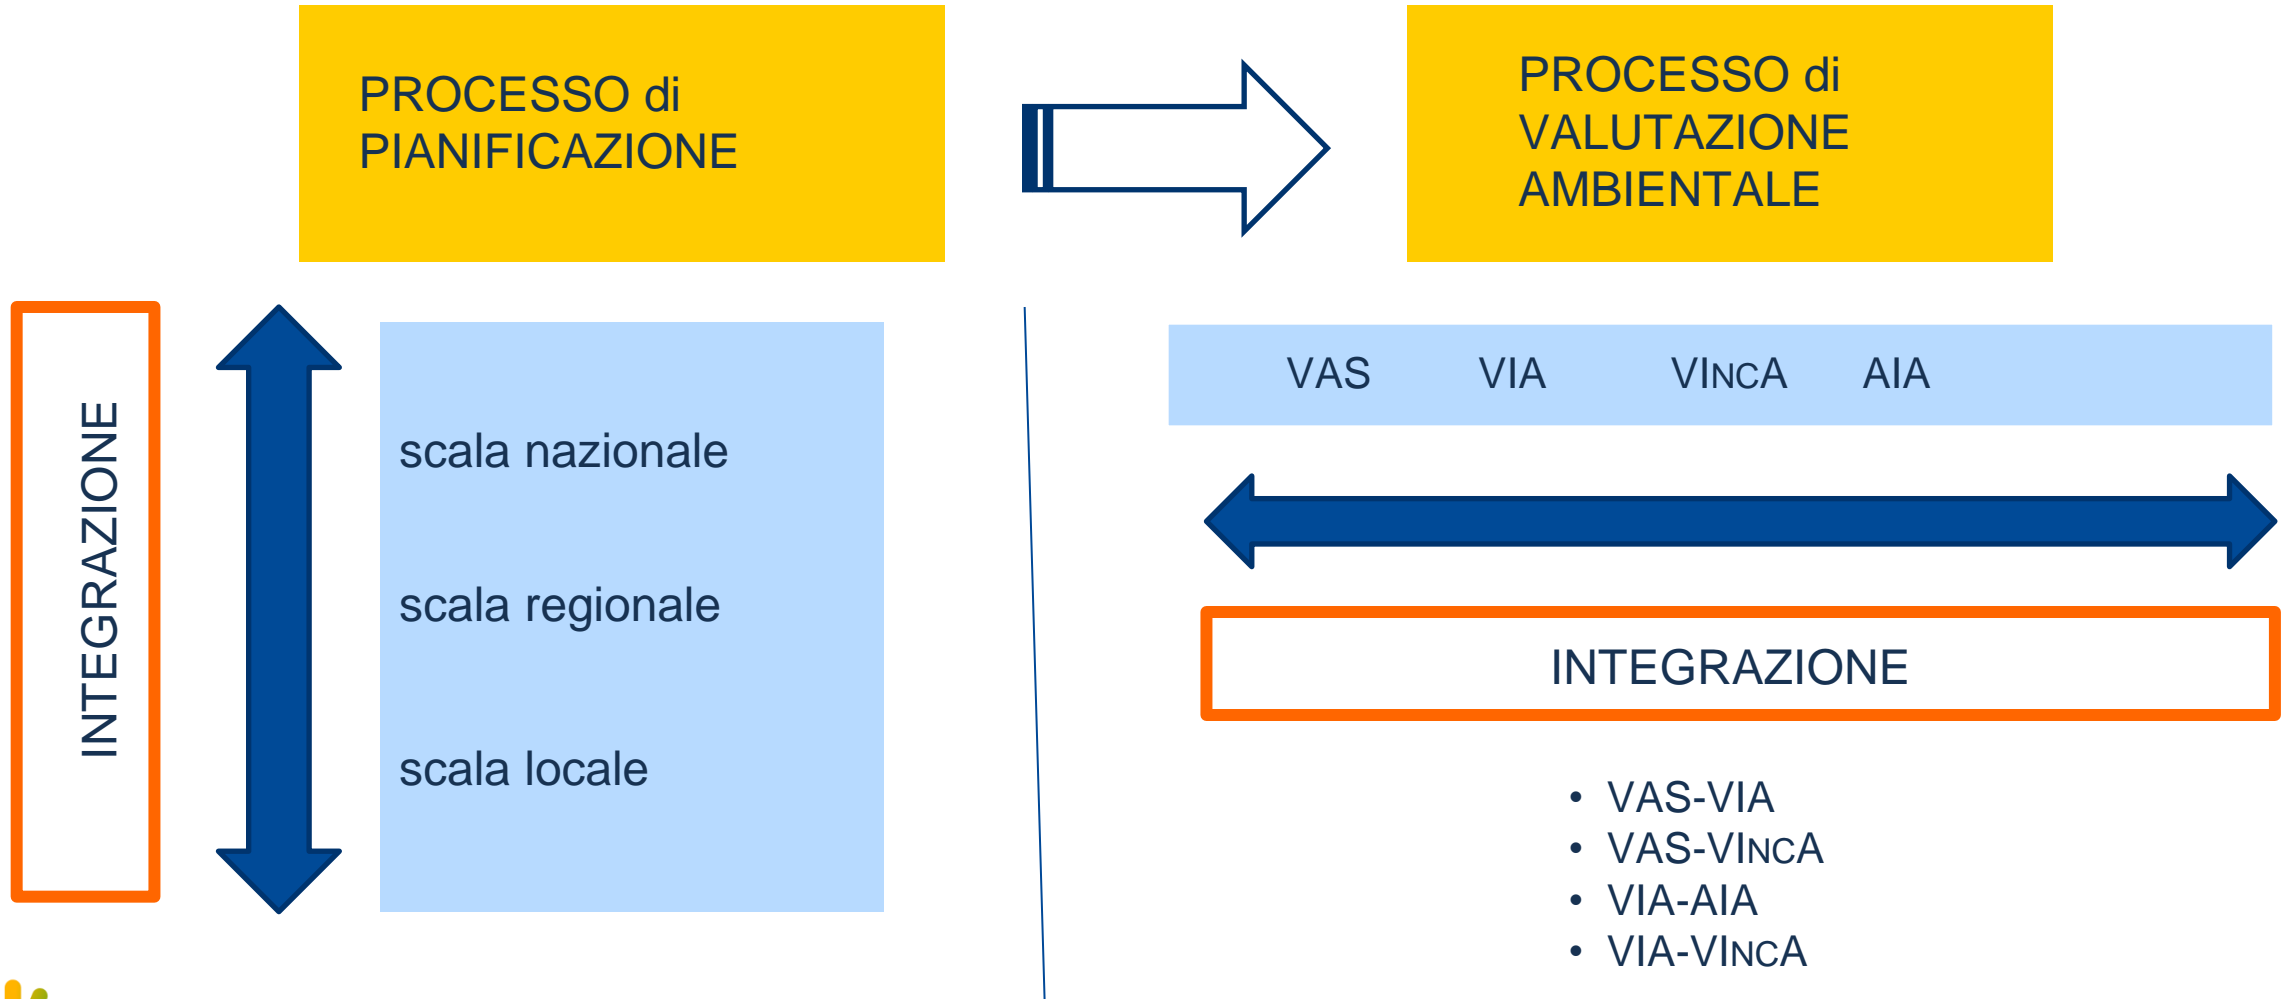 PROCESSO di
PIANIFICAZIONE
PROCESSO di
VALUTAZIONE
AMBIENTALE
INTEGRAZIONE
scala nazionale
scala regionale
scala locale
VAS VIA VINCA AIA
INTEGRAZIONE
• VAS-VIA
• VAS-VINCA
• VIA-AIA
• VIA-VINCA